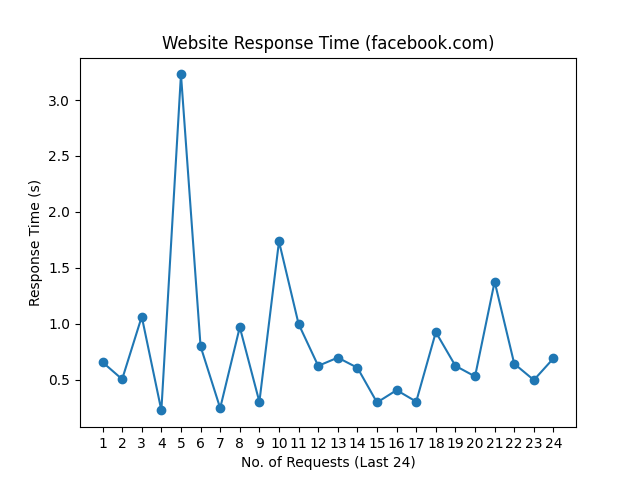 Website Response Time (facebook.com)
Response Time (s)
3.0
2.5
2.0
1.5
1.0
0.5
1 2 3 4 5 6 7 8 9 10 11 12 13 14 15 16 17 18 19 20 21 22 23 24
No. of Requests (Last 24)